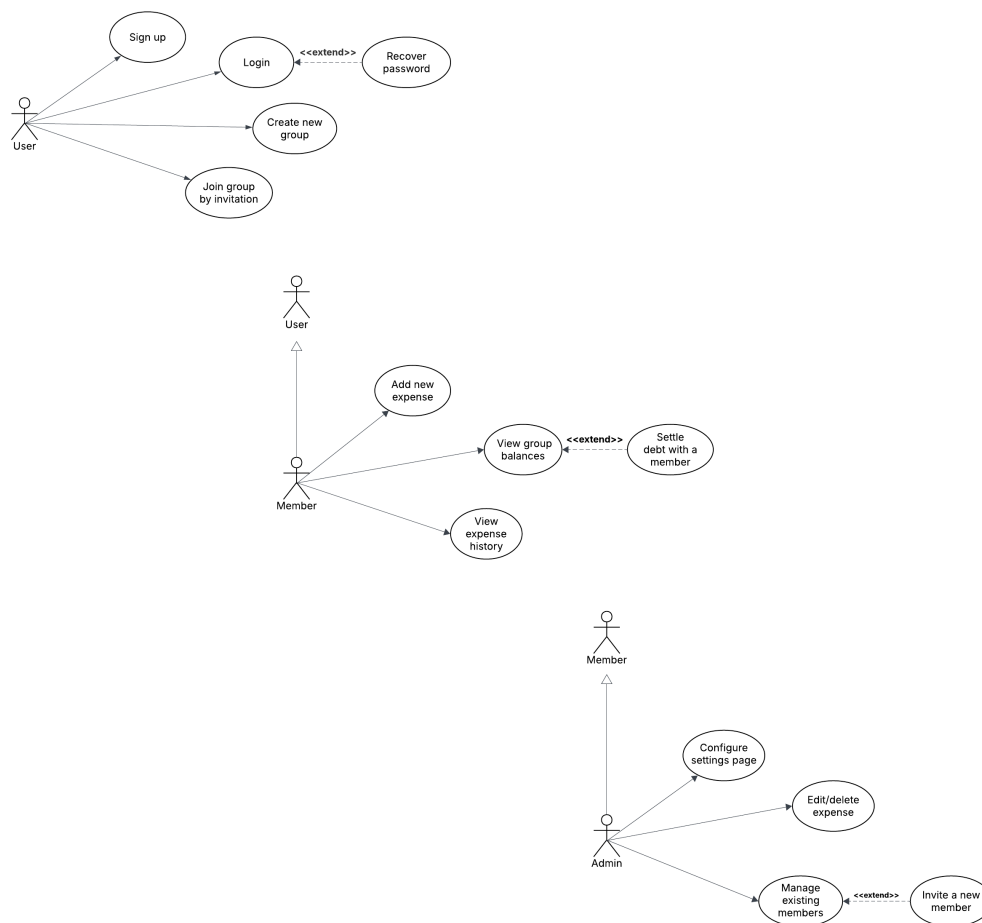 Sign up
Login
<<extend>>
Recover
password
User
Create new
group
Join group
by invitation
User
Add new
expense
View group
balances
<<extend>>
Settle
debt with a
member
Member
View
expense
history
Member
Configure
settings page
Edit/delete
expense
Admin
Manage
existing
members
<<extend>>
Invite a new
member